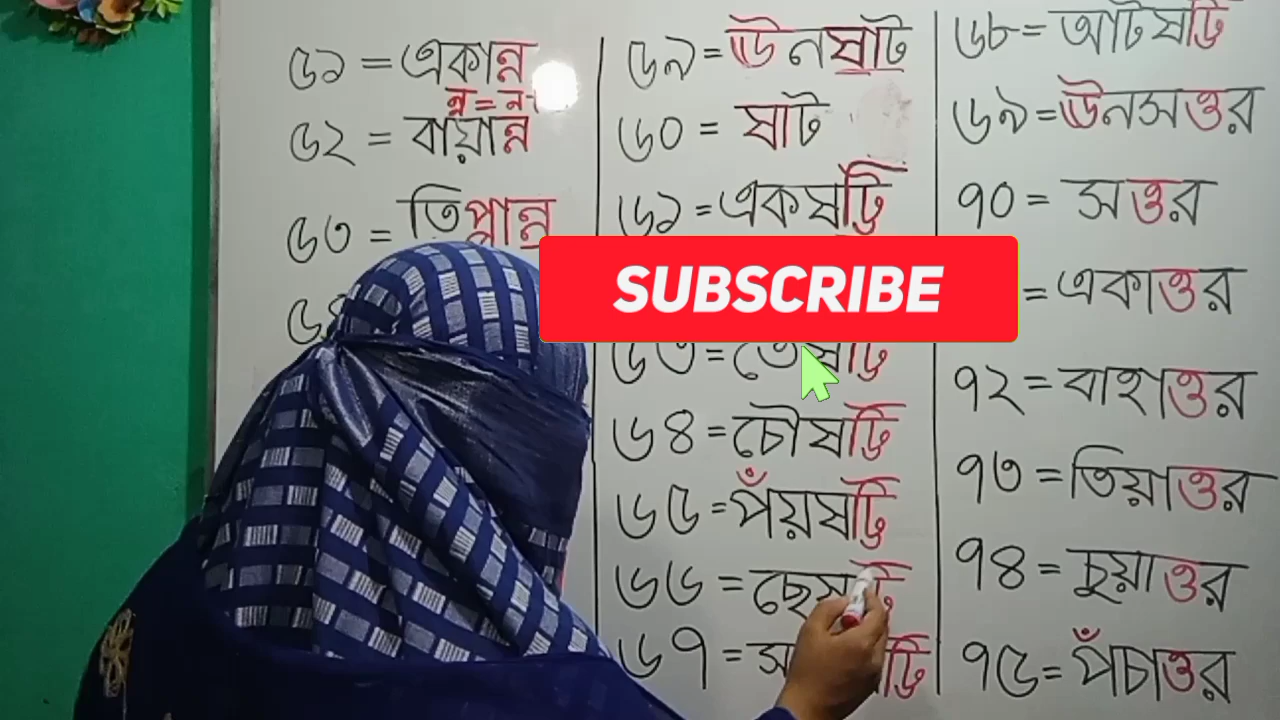 ৫১ = একান্ন
ন্ন = ন
৫২ = বায়ান্ন
৫৩ = তিপ্পান্ন
৫৯ = ঊনষাট
৬০ = ষাট
৬১ = একষট্টি
SUBSCRIBE
৬৩ = তেষট্টি
৬৪ = চৌষট্টি
৬৫ = পঁয়ষট্টি
৬৬ = ছেষট্টি
৬৭ =
৬৮ = আটষট্টি
৬৯ = ঊনসত্তর
৭০ = সত্তর
= একাত্তর
৭২ = বাহাত্তর
৭৩ = তিয়াত্তর
৭৪ = চুয়াত্তর
৭৫ = পঁচাত্তর